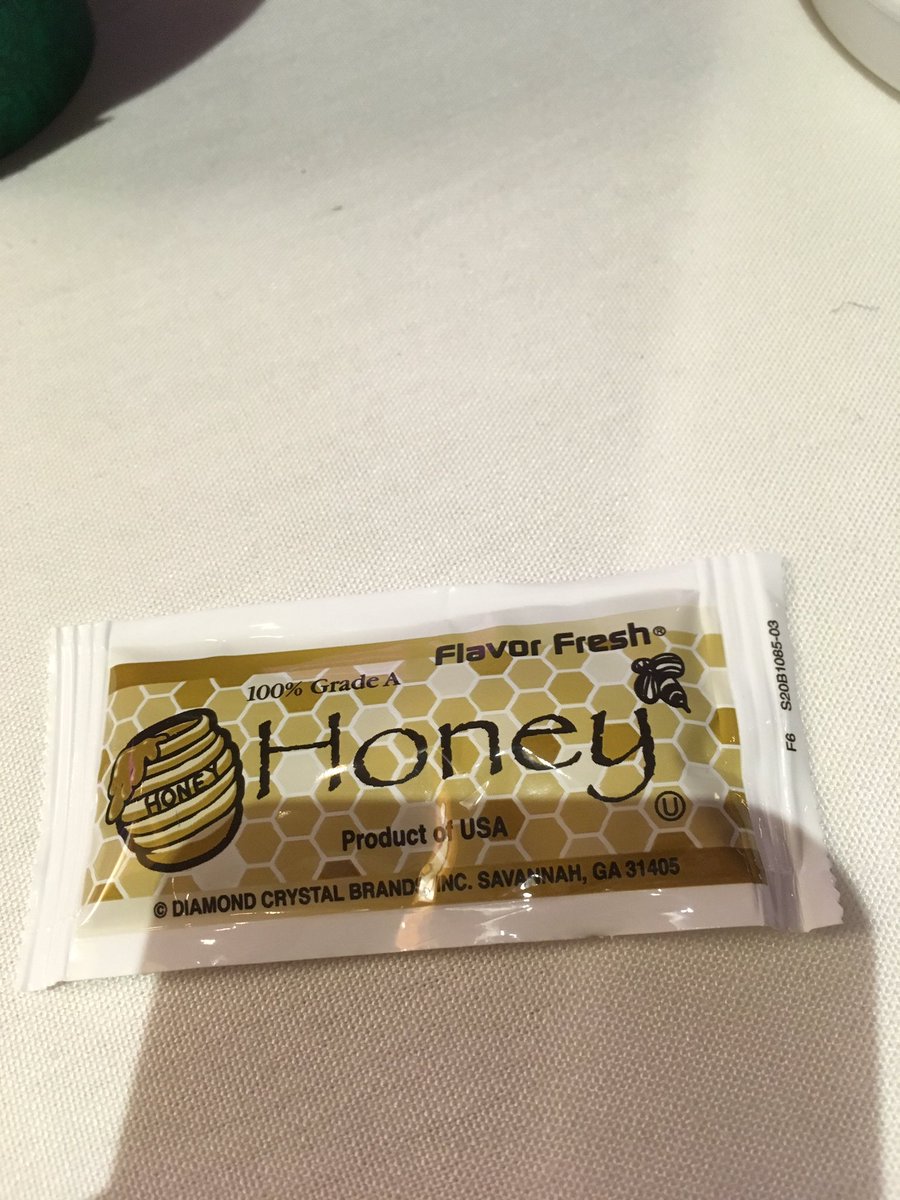 Flavor Fresh®
100% Grade A
Honey
HONEY
Product of USA
U
© DIAMOND CRYSTAL BRANDS, INC. SAVANNAH, GA 31405
F6 S20B1085-03